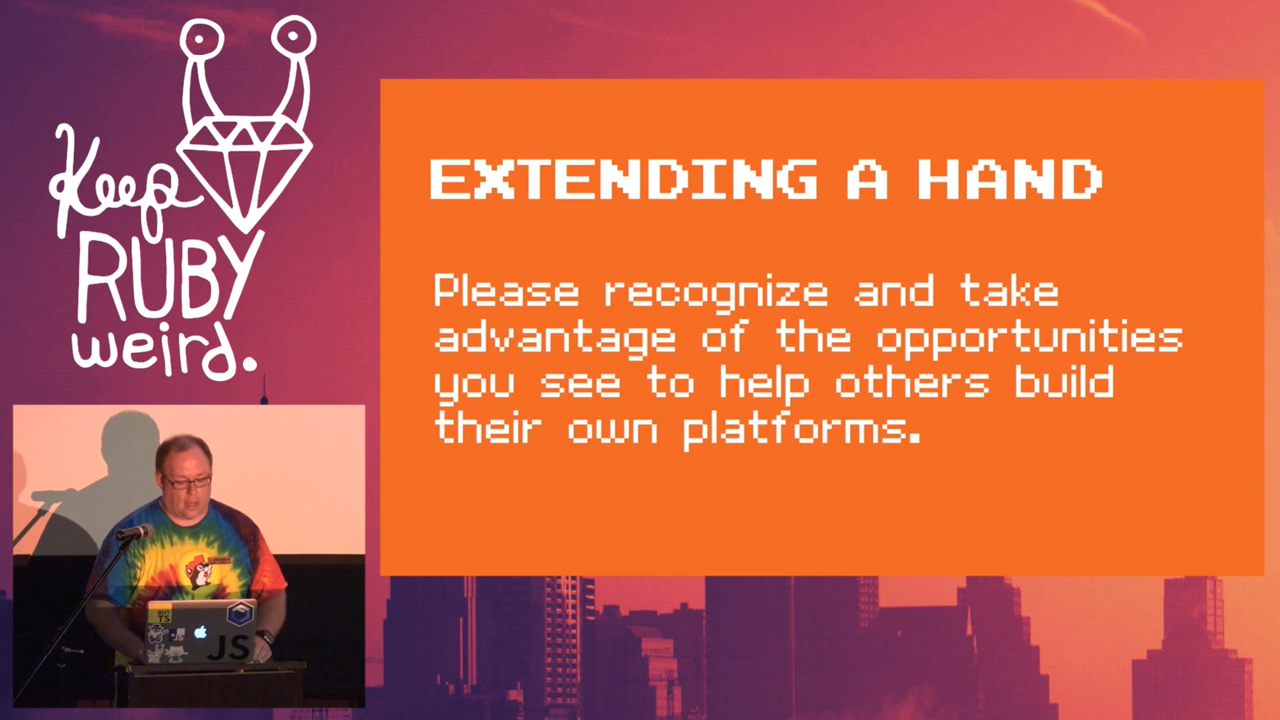 Keep
RUBY
weird.
EXTENDING A HAND
Please recognize and take
advantage of the opportunities
you see to help others build
their own platforms.
BOTS
JS